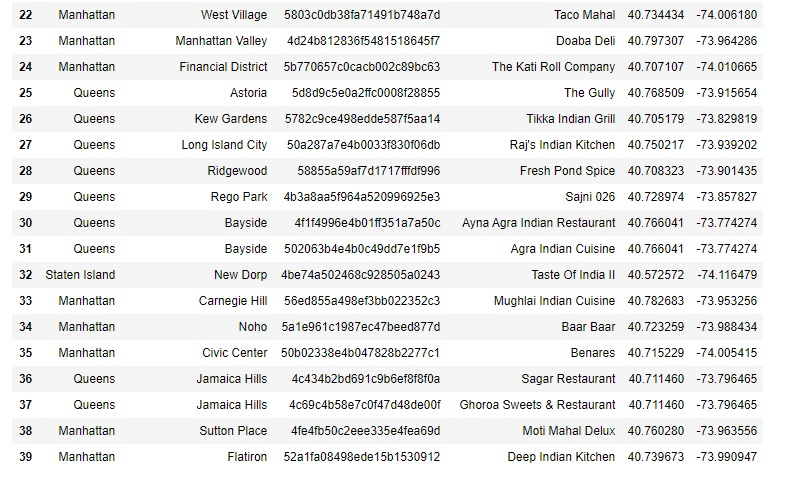 22 Manhattan West Village 5803c0db38fa71491b748a7d Taco Mahal 40.734434 -74.006180
23 Manhattan Manhattan Valley 4d24b812836f5481518645f7 Doaba Deli 40.797307 -73.964286
24 Manhattan Financial District 5b770657c0cacb002c89bc63 The Kati Roll Company 40.707107 -74.010665
25 Queens Astoria 5d8d9c5e0a2ffc0008f28855 The Gully 40.768509 -73.915654
26 Queens Kew Gardens 5782c9ce498edde587f5aa14 Tikka Indian Grill 40.705179 -73.829819
27 Queens Long Island City 50a287a7e4b0033f830f06db Raj's Indian Kitchen 40.750217 -73.939202
28 Queens Ridgewood 58855a59af7d1717fffdf996 Fresh Pond Spice 40.708323 -73.901435
29 Queens Rego Park 4b3a8aa5f964a520996925e3 Sajni 026 40.728974 -73.857827
30 Queens Bayside 4f1f4996e4b01ff351a7a50c Ayna Agra Indian Restaurant 40.766041 -73.774274
31 Queens Bayside 502063b4e4b0c49dd7e1f9b5 Agra Indian Cuisine 40.766041 -73.774274
32 Staten Island New Dorp 4be74a502468c928505a0243 Taste Of India II 40.572572 -74.116479
33 Manhattan Carnegie Hill 56ed855a498ef3bb022352c3 Mughlai Indian Cuisine 40.782683 -73.953256
34 Manhattan Noho 5a1e961c1987ec47beed877d Baar Baar 40.723259 -73.988434
35 Manhattan Civic Center 50b02338e4b047828b2277c1 Benares 40.715229 -74.005415
36 Queens Jamaica Hills 4c434b2bd691c9b6ef8f8f0a Sagar Restaurant 40.711460 -73.796465
37 Queens Jamaica Hills 4c69c4b58e7c0f47d48de00f Ghoroa Sweets & Restaurant 40.711460 -73.796465
38 Manhattan Sutton Place 4fe4fb50c2eee335e4fea69d Moti Mahal Delux 40.760280 -73.963556
39 Manhattan Flatiron 52a1fa08498ede15b1530912 Deep Indian Kitchen 40.739673 -73.990947